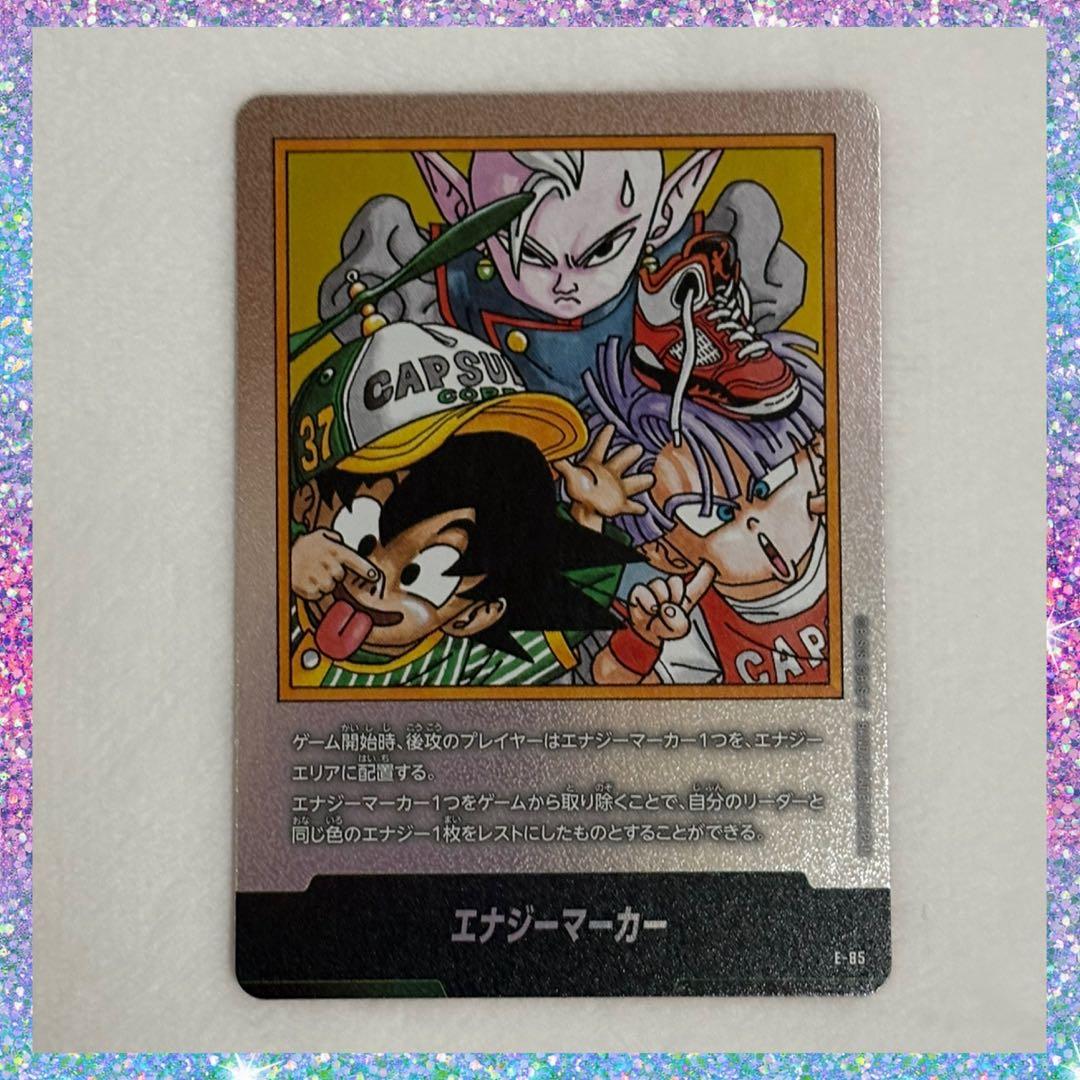 CAPSU
CORP
37
CAP
ゲーム開始時、後攻のプレイヤーはエナジーマーカー1つを、エナジー
エリアに配置する。
エナジーマーカー1つをゲームから取り除くことで、自分のリーダーと
同じ色のエナジー1枚をレストにしたものとすることができる。
エナジーマーカー
E-85